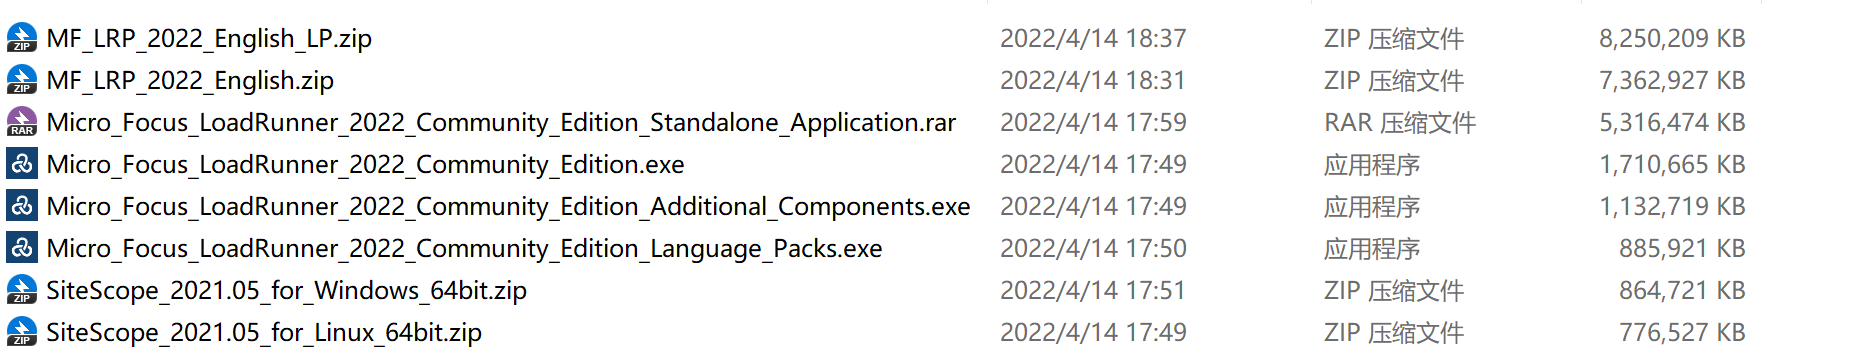 MF_LRP_2022_English_LP.zip 2022/4/14 18:37 ZIP 压缩文件 8,250,209 KB
MF_LRP_2022_English.zip 2022/4/14 18:31 ZIP 压缩文件 7,362,927 KB
Micro_Focus_LoadRunner_2022_Community_Edition_Standalone_Application.rar 2022/4/14 17:59 RAR 压缩文件 5,316,474 KB
Micro_Focus_LoadRunner_2022_Community_Edition.exe 2022/4/14 17:49 应用程序 1,710,665 KB
Micro_Focus_LoadRunner_2022_Community_Edition_Additional_Components.exe 2022/4/14 17:49 应用程序 1,132,719 KB
Micro_Focus_LoadRunner_2022_Community_Edition_Language_Packs.exe 2022/4/14 17:50 应用程序 885,921 KB
SiteScope_2021.05_for_Windows_64bit.zip 2022/4/14 17:51 ZIP 压缩文件 864,721 KB
SiteScope_2021.05_for_Linux_64bit.zip 2022/4/14 17:49 ZIP 压缩文件 776,527 KB